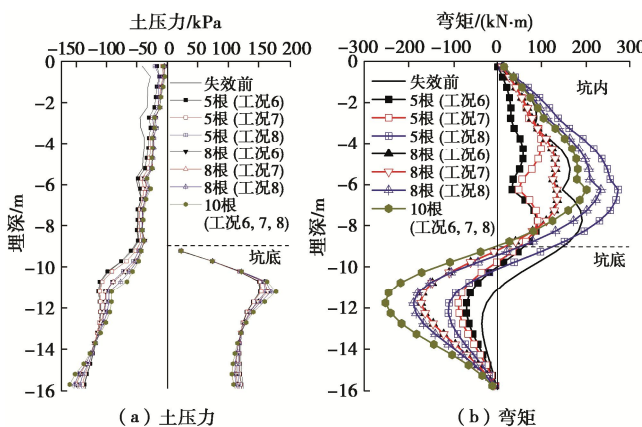 土压力/kPa
-150 -100 -50 0 50 100 150 200
0
-2
-4
-6
-8
-10
-12
-14
-16
埋深/m
失效前
5根 (工况6)
5根 (工况7)
5根 (工况8)
8根 (工况6)
8根 (工况7)
8根 (工况8)
10根
(工况6, 7, 8)
坑底
(a) 土压力
弯矩/(kN·m)
-300 -200 -100 0 100 200 300
0
-2
-4
-6
-8
-10
-12
-14
-16
埋深/m
坑内
失效前
5根 (工况6)
5根 (工况7)
5根 (工况8)
8根 (工况6)
8根 (工况7)
8根 (工况8)
10根
(工况6, 7, 8)
坑底
(b) 弯矩